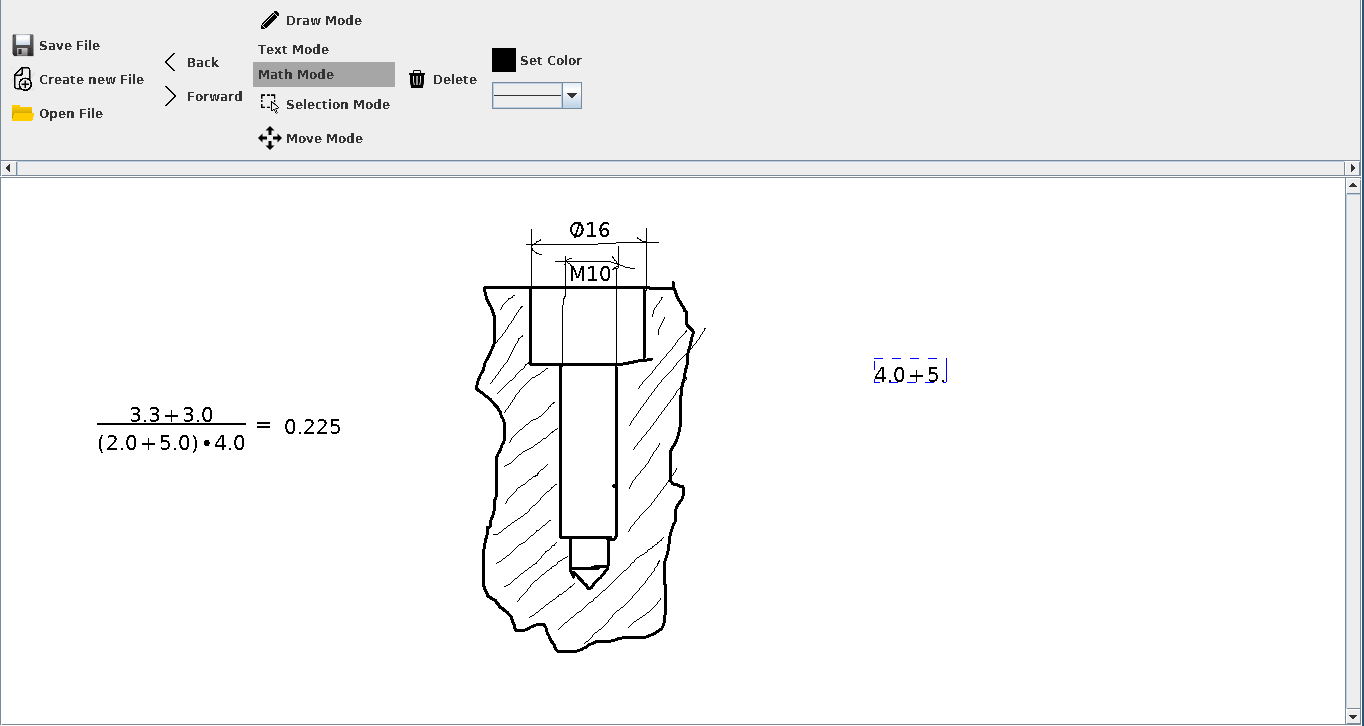 Save File
Create new File
Open File
Back
Forward
Draw Mode
Text Mode
Math Mode
Selection Mode
Move Mode
Delete
Set Color
Ø16
M10
3.3+3.0
(2.0+5.0)•4.0
= 0.225
4.0+5.